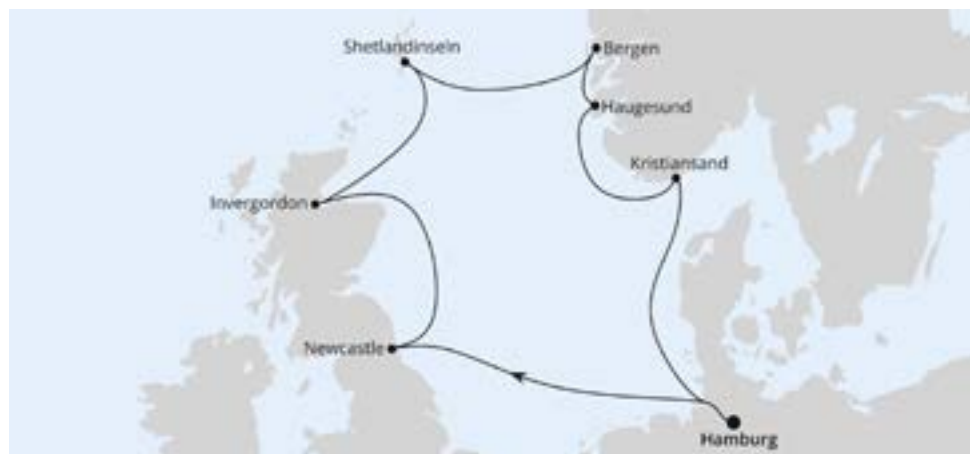 Shetlandinseln
Bergen
Haugesund
Kristiansand
Invergordon
Newcastle
Hamburg